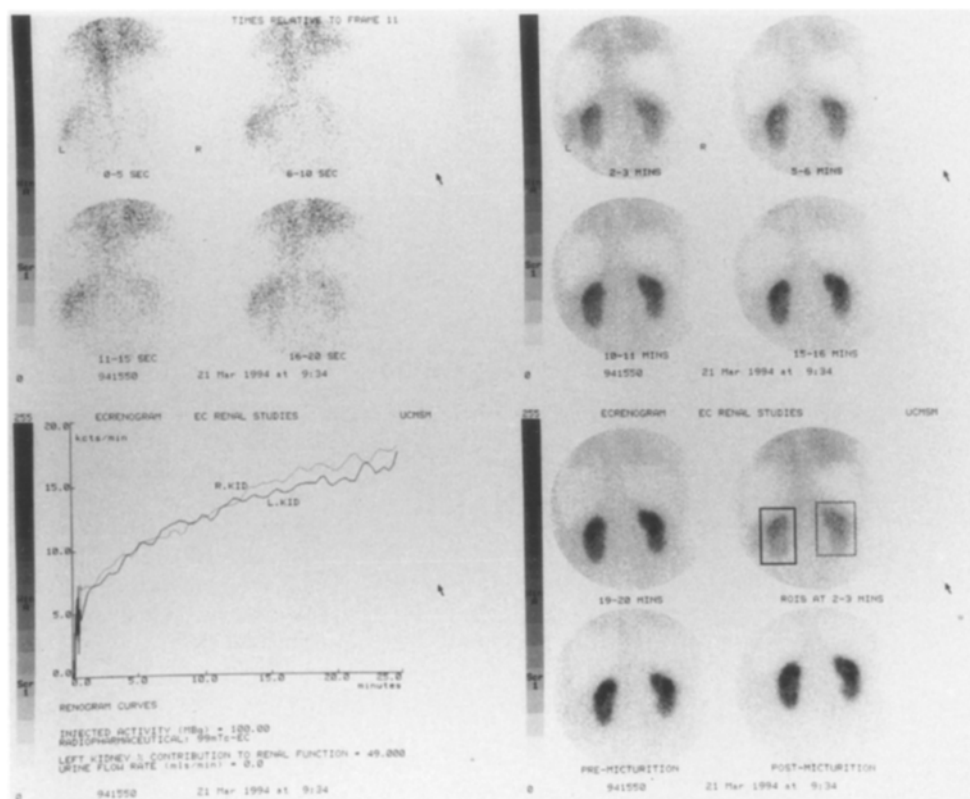 TIMES RELATIVE TO FRAME 11
L R
0-5 SEC
6-10 SEC
11-15 SEC
16-20 SEC
0 941550 21 Mar 1994 at 9:34
L R
2-3 MINS
5-6 MINS
10-11 MINS
15-16 MINS
0 941550 21 Mar 1994 at 9:34
255 ECRENOGRAM EC RENAL STUDIES UCMSM
20.0
kcts/min
15.0
10.0
5.0
0.0
R.KID
L.KID
0.0 5.0 10.0 15.0 20.0 25.0
minutes
RENOGRAM CURVES
INJECTED ACTIVITY (MBq) = 100.00
RADIOPHARMACEUTICAL: 99mTc-EC
LEFT KIDNEY % CONTRIBUTION TO RENAL FUNCTION = 49.000
URINE FLOW RATE (mls/min) = 0.0
0 941550 21 Mar 1994 at 9:34
255 ECRENOGRAM EC RENAL STUDIES UCMSM
19-20 MINS
ROIS AT 2-3 MINS
PRE-MICTURITION
POST-MICTURITION
0 941550 21 Mar 1994 at 9:34